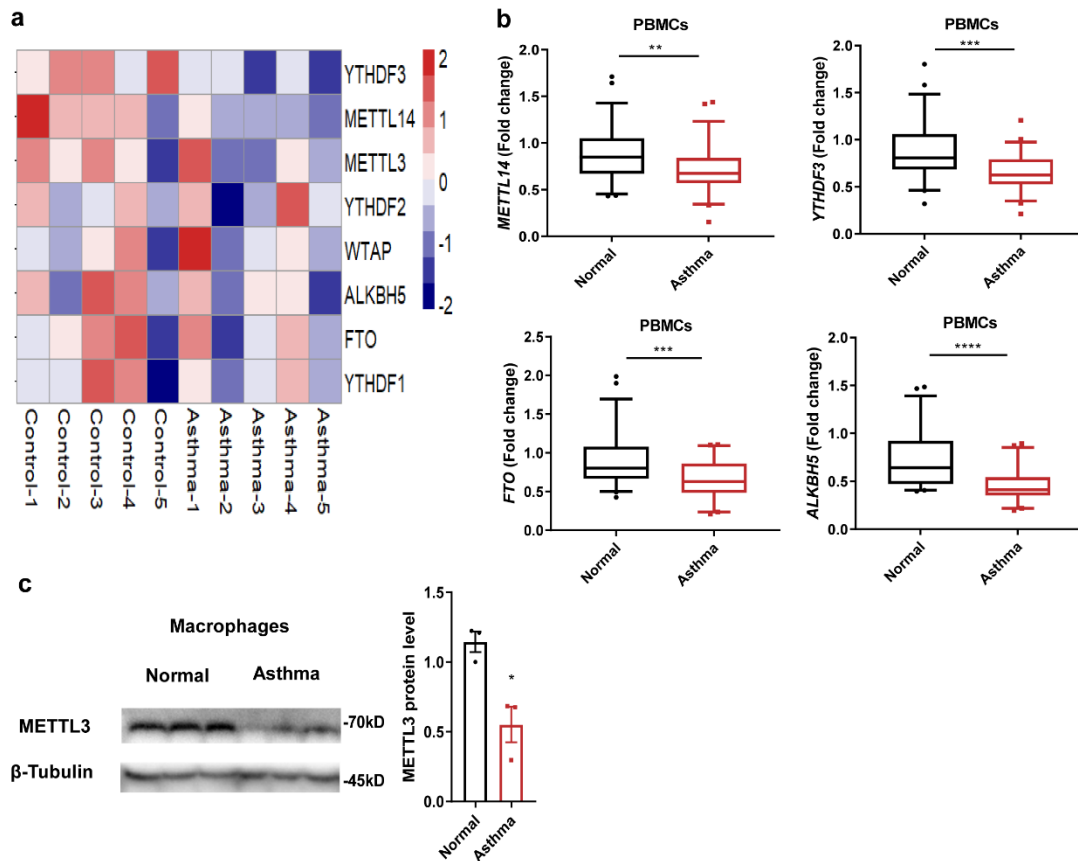 a
2
1
0
-1
-2
YTHDF3
METTL14
METTL3
YTHDF2
WTAP
ALKBH5
FTO
YTHDF1
Control-1
Control-2
Control-3
Control-4
Control-5
Asthma-1
Asthma-2
Asthma-3
Asthma-4
Asthma-5
b
PBMCs
**
METTL14 (Fold change)
2.0
1.5
1.0
0.5
0.0
Normal
Asthma
PBMCs
***
YTHDF3 (Fold change)
2.0
1.5
1.0
0.5
0.0
Normal
Asthma
PBMCs
***
FTO (Fold change)
2.5
2.0
1.5
1.0
0.5
0.0
Normal
Asthma
PBMCs
****
ALKBH5 (Fold change)
2.0
1.5
1.0
0.5
0.0
Normal
Asthma
c
Macrophages
Normal Asthma
METTL3
-70kD
β-Tubulin
-45kD
METTL3 protein level
1.5
1.0
0.5
0.0
*
Normal
Asthma